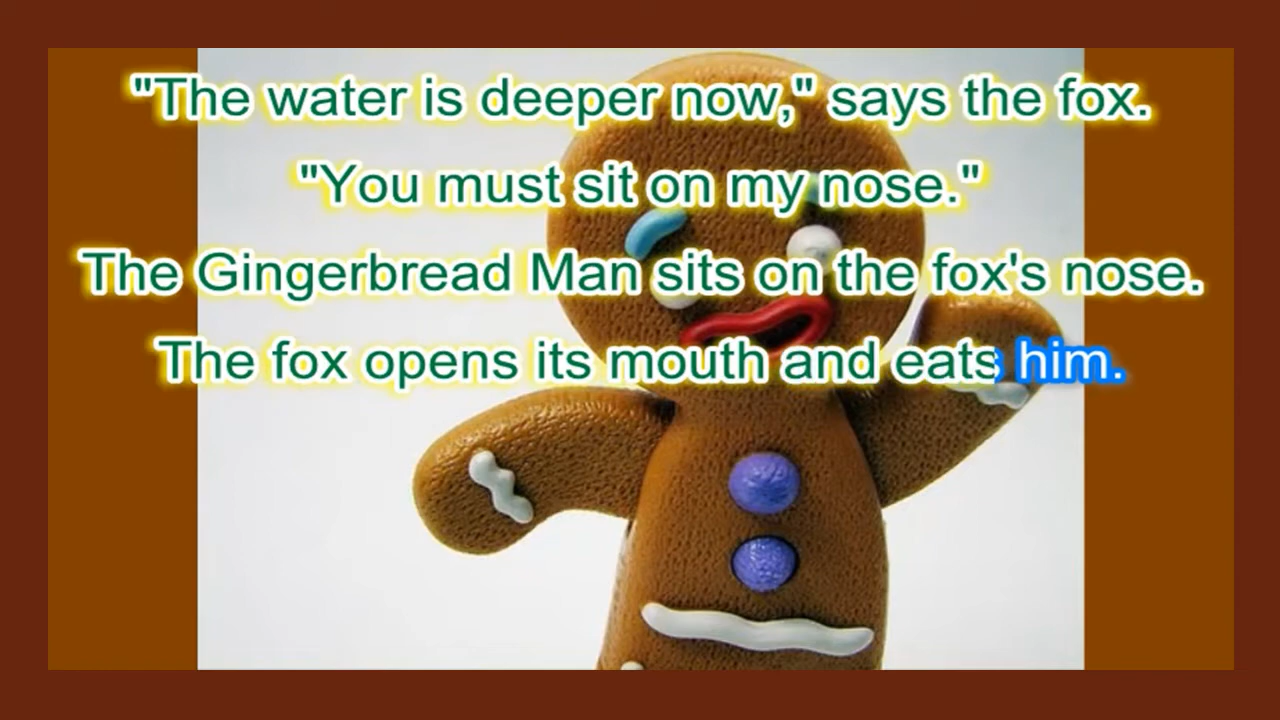 "The water is deeper now," says the fox.
"You must sit on my nose."
The Gingerbread Man sits on the fox's nose.
The fox opens its mouth and eats him.